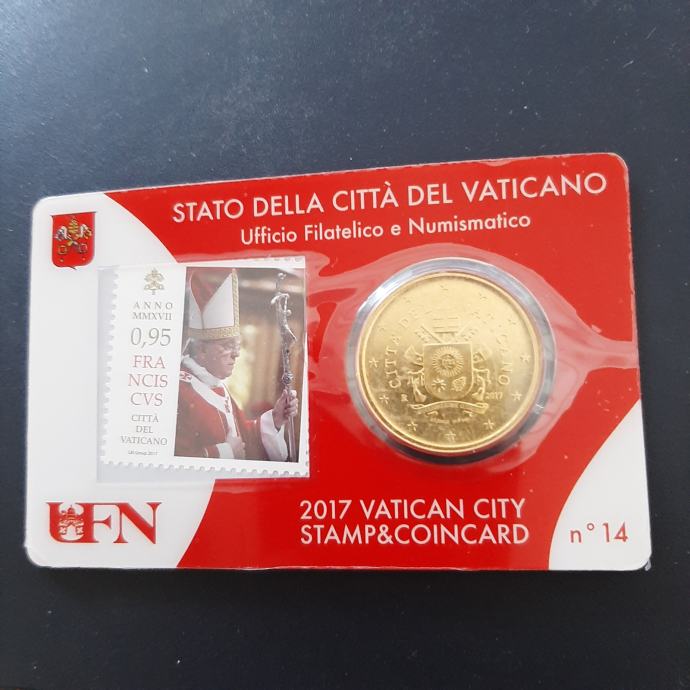 STATO DELLA CITTÀ DEL VATICANO
Ufficio Filatelico e Numismatico
ANNO
MMXVII
0,95
FRA
NCIS
CVS
CITTÀ
DEL
VATICANO
CITTÀ DEL VATICANO
R
2017
UFN
2017 VATICAN CITY
STAMP&COINCARD
n° 14